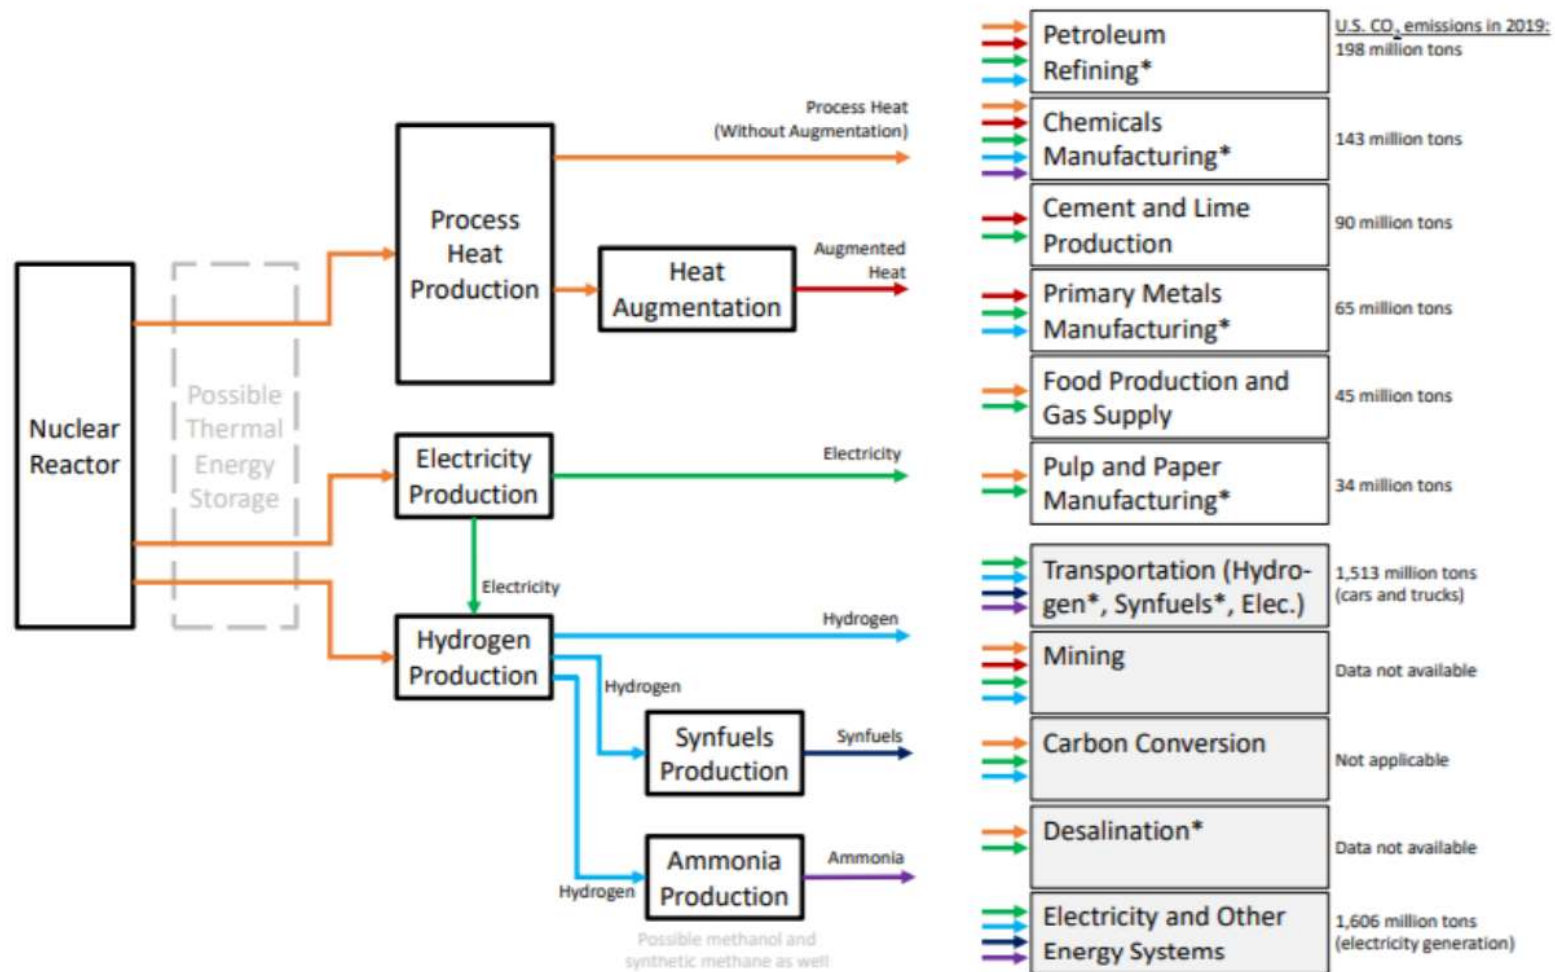 Nuclear
Reactor
Possible
Thermal
Energy
Storage
Process
Heat
Production
Process Heat
(Without Augmentation)
Heat
Augmentation
Augmented
Heat
Electricity
Production
Electricity
Electricity
Hydrogen
Production
Hydrogen
Hydrogen
Synfuels
Production
Synfuels
Hydrogen
Ammonia
Production
Ammonia
Possible methanol and
synthetic methane as well
U.S. CO₂ emissions in 2019:
Petroleum
Refining*
198 million tons
Chemicals
Manufacturing*
143 million tons
Cement and Lime
Production
90 million tons
Primary Metals
Manufacturing*
65 million tons
Food Production and
Gas Supply
45 million tons
Pulp and Paper
Manufacturing*
34 million tons
Transportation (Hydro-
gen*, Synfuels*, Elec.)
1,513 million tons
(cars and trucks)
Mining
Data not available
Carbon Conversion
Not applicable
Desalination*
Data not available
Electricity and Other
Energy Systems
1,606 million tons
(electricity generation)